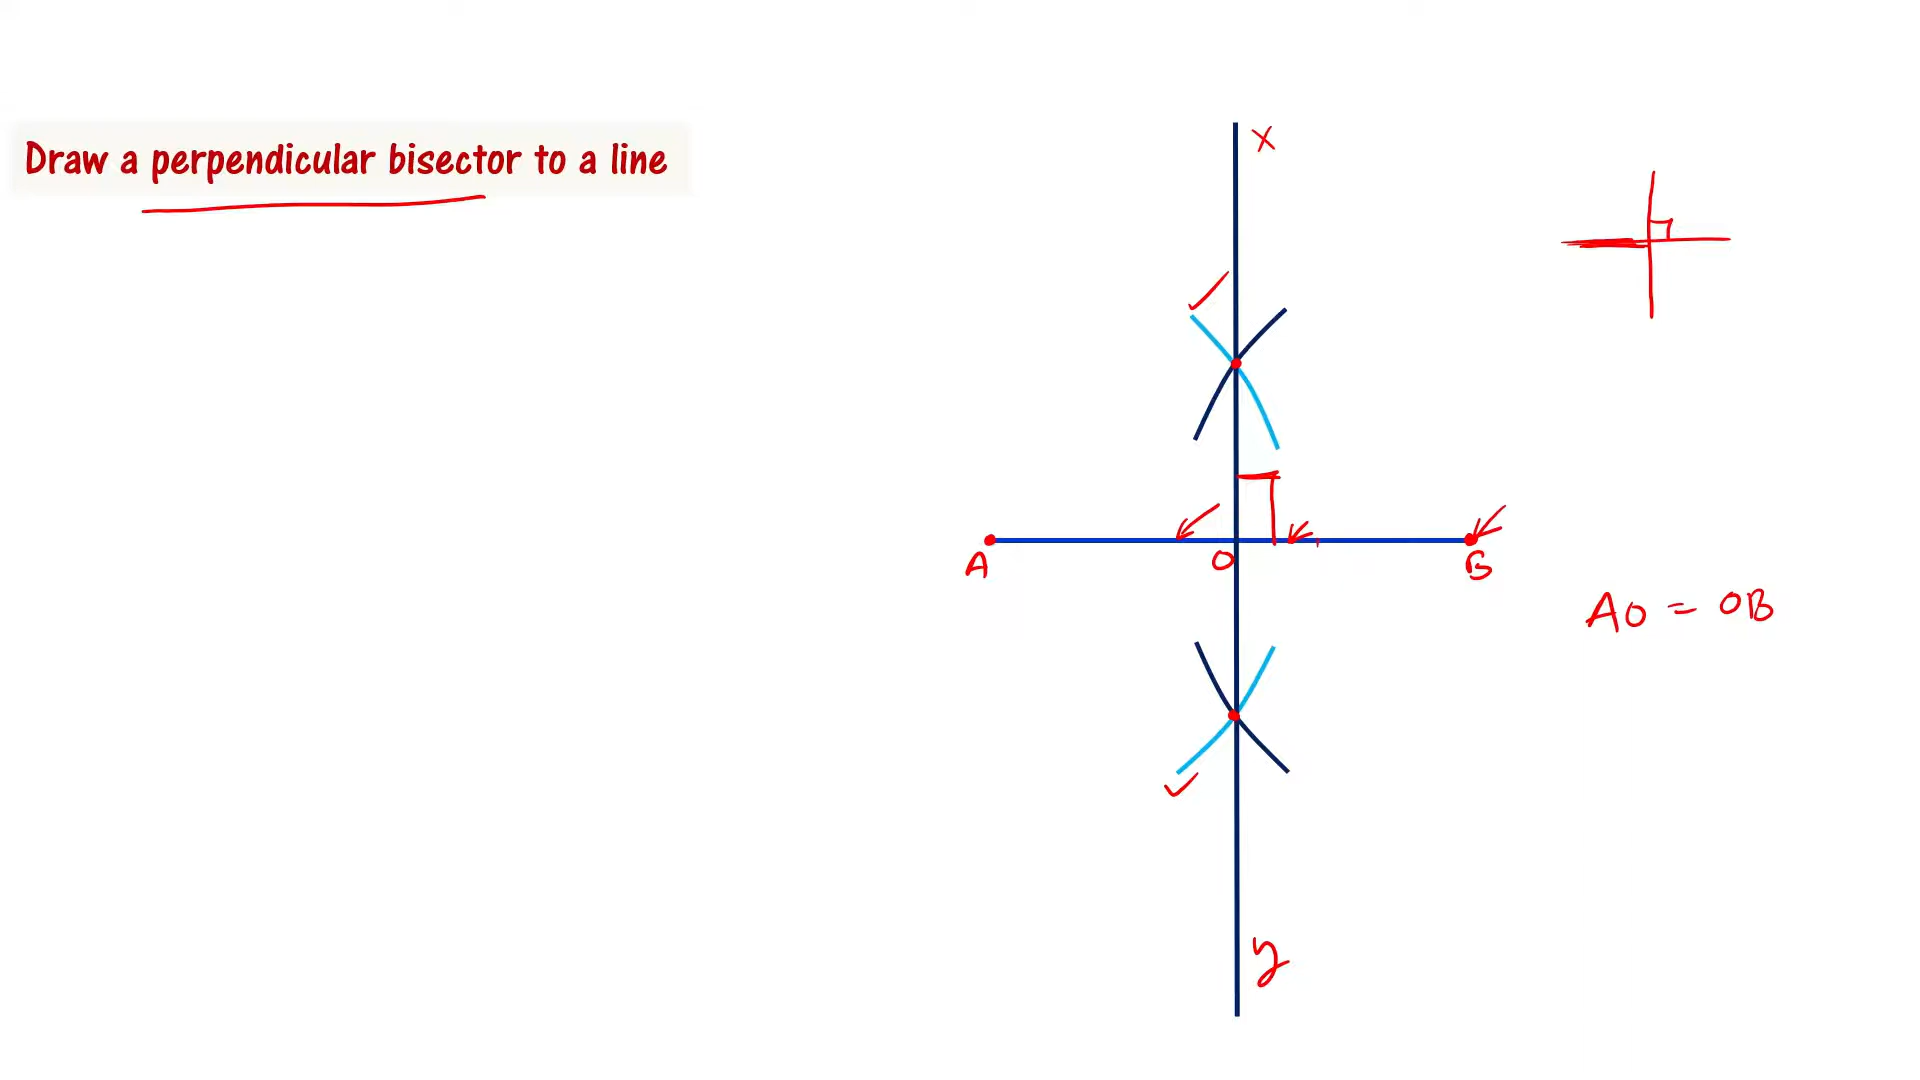 Draw a perpendicular bisector to a line
x
A
O
B
AO = OB
y